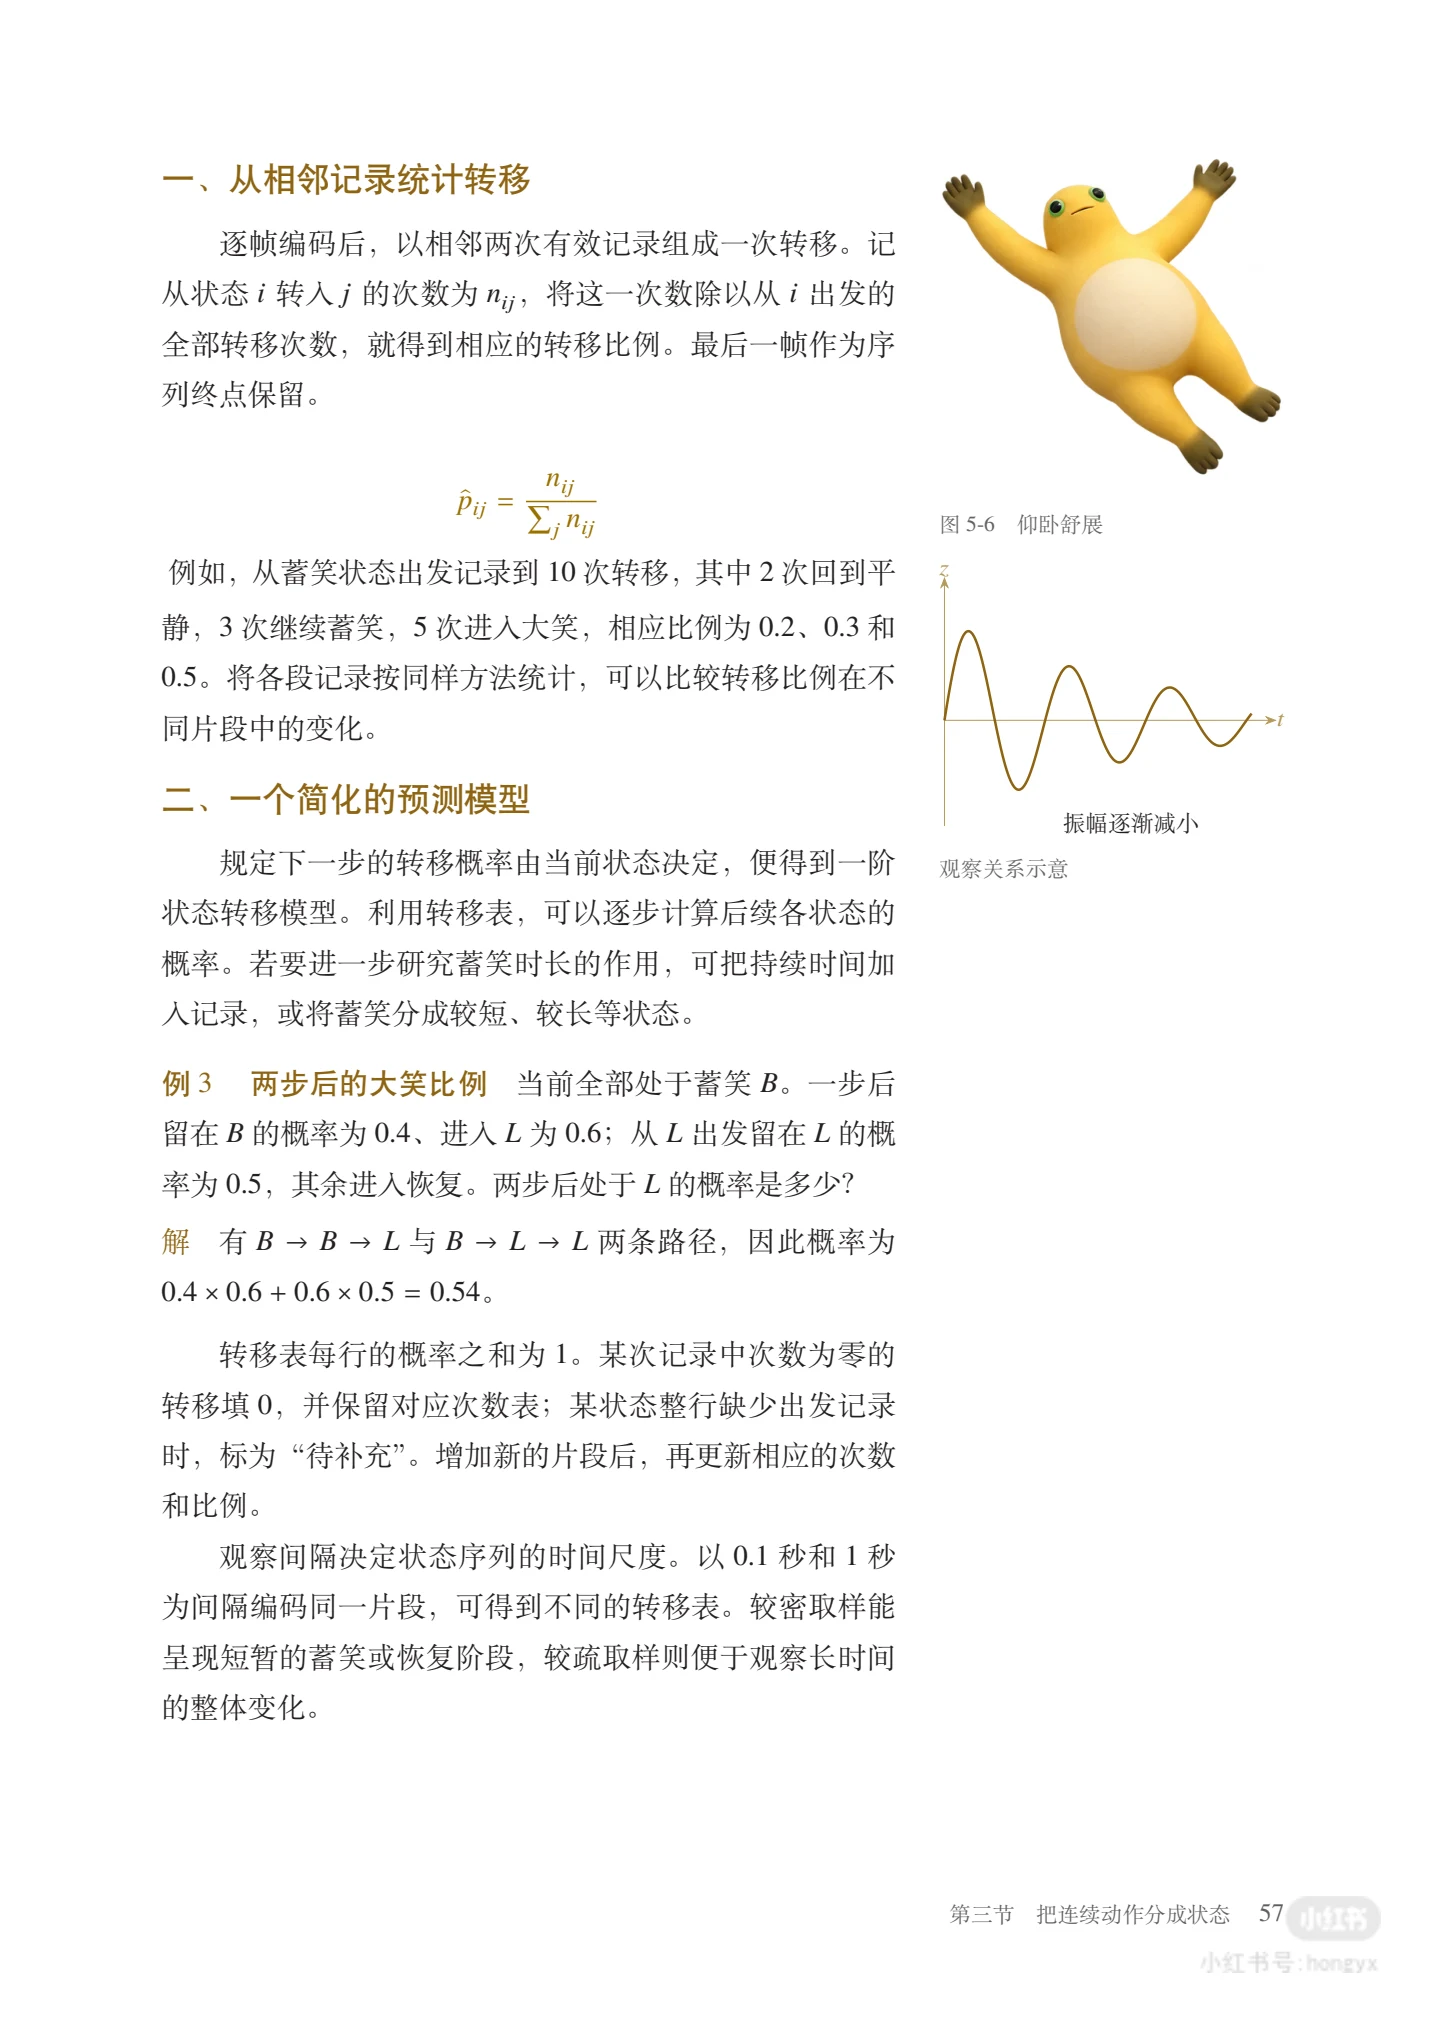 一、从相邻记录统计转移
逐帧编码后，以相邻两次有效记录组成一次转移。记
从状态 i 转入 j 的次数为 n_ij，将这一次数除以从 i 出发的
全部转移次数，就得到相应的转移比例。最后一帧作为序
列终点保留。
p̂_ij = n_ij / ∑_j n_ij
例如，从蓄笑状态出发记录到 10 次转移，其中 2 次回到平
静，3 次继续蓄笑，5 次进入大笑，相应比例为 0.2、0.3 和
0.5。将各段记录按同样方法统计，可以比较转移比例在不
同片段中的变化。
二、一个简化的预测模型
规定下一步的转移概率由当前状态决定，便得到一阶
状态转移模型。利用转移表，可以逐步计算后续各状态的
概率。若要进一步研究蓄笑时长的作用，可把持续时间加
入记录，或将蓄笑分成较短、较长等状态。
例 3 两步后的大笑比例 当前全部处于蓄笑 B。一步后
留在 B 的概率为 0.4、进入 L 为 0.6；从 L 出发留在 L 的概
率为 0.5，其余进入恢复。两步后处于 L 的概率是多少？
解 有 B → B → L 与 B → L → L 两条路径，因此概率为
0.4 × 0.6 + 0.6 × 0.5 = 0.54。
转移表每行的概率之和为 1。某次记录中次数为零的
转移填 0，并保留对应次数表；某状态整行缺少出发记录
时，标为“待补充”。增加新的片段后，再更新相应的次数
和比例。
观察间隔决定状态序列的时间尺度。以 0.1 秒和 1 秒
为间隔编码同一片段，可得到不同的转移表。较密取样能
呈现短暂的蓄笑或恢复阶段，较疏取样则便于观察长时间
的整体变化。
图 5-6 仰卧舒展
z
t
振幅逐渐减小
观察关系示意
第三节 把连续动作分成状态 57
小红书
小红书号:hongyx